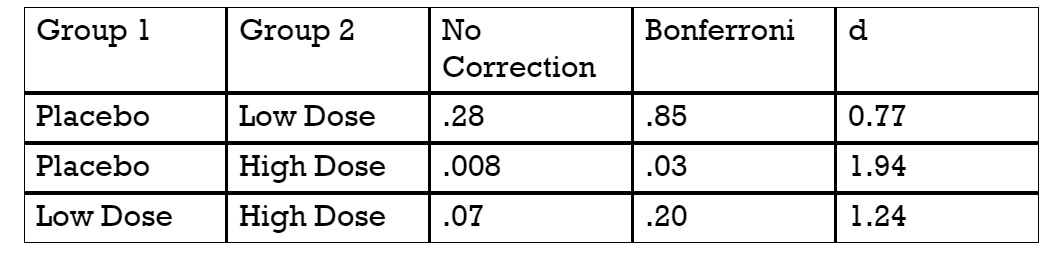 Group 1 Group 2 No Correction Bonferroni d
Placebo Low Dose .28 .85 0.77
Placebo High Dose .008 .03 1.94
Low Dose High Dose .07 .20 1.24